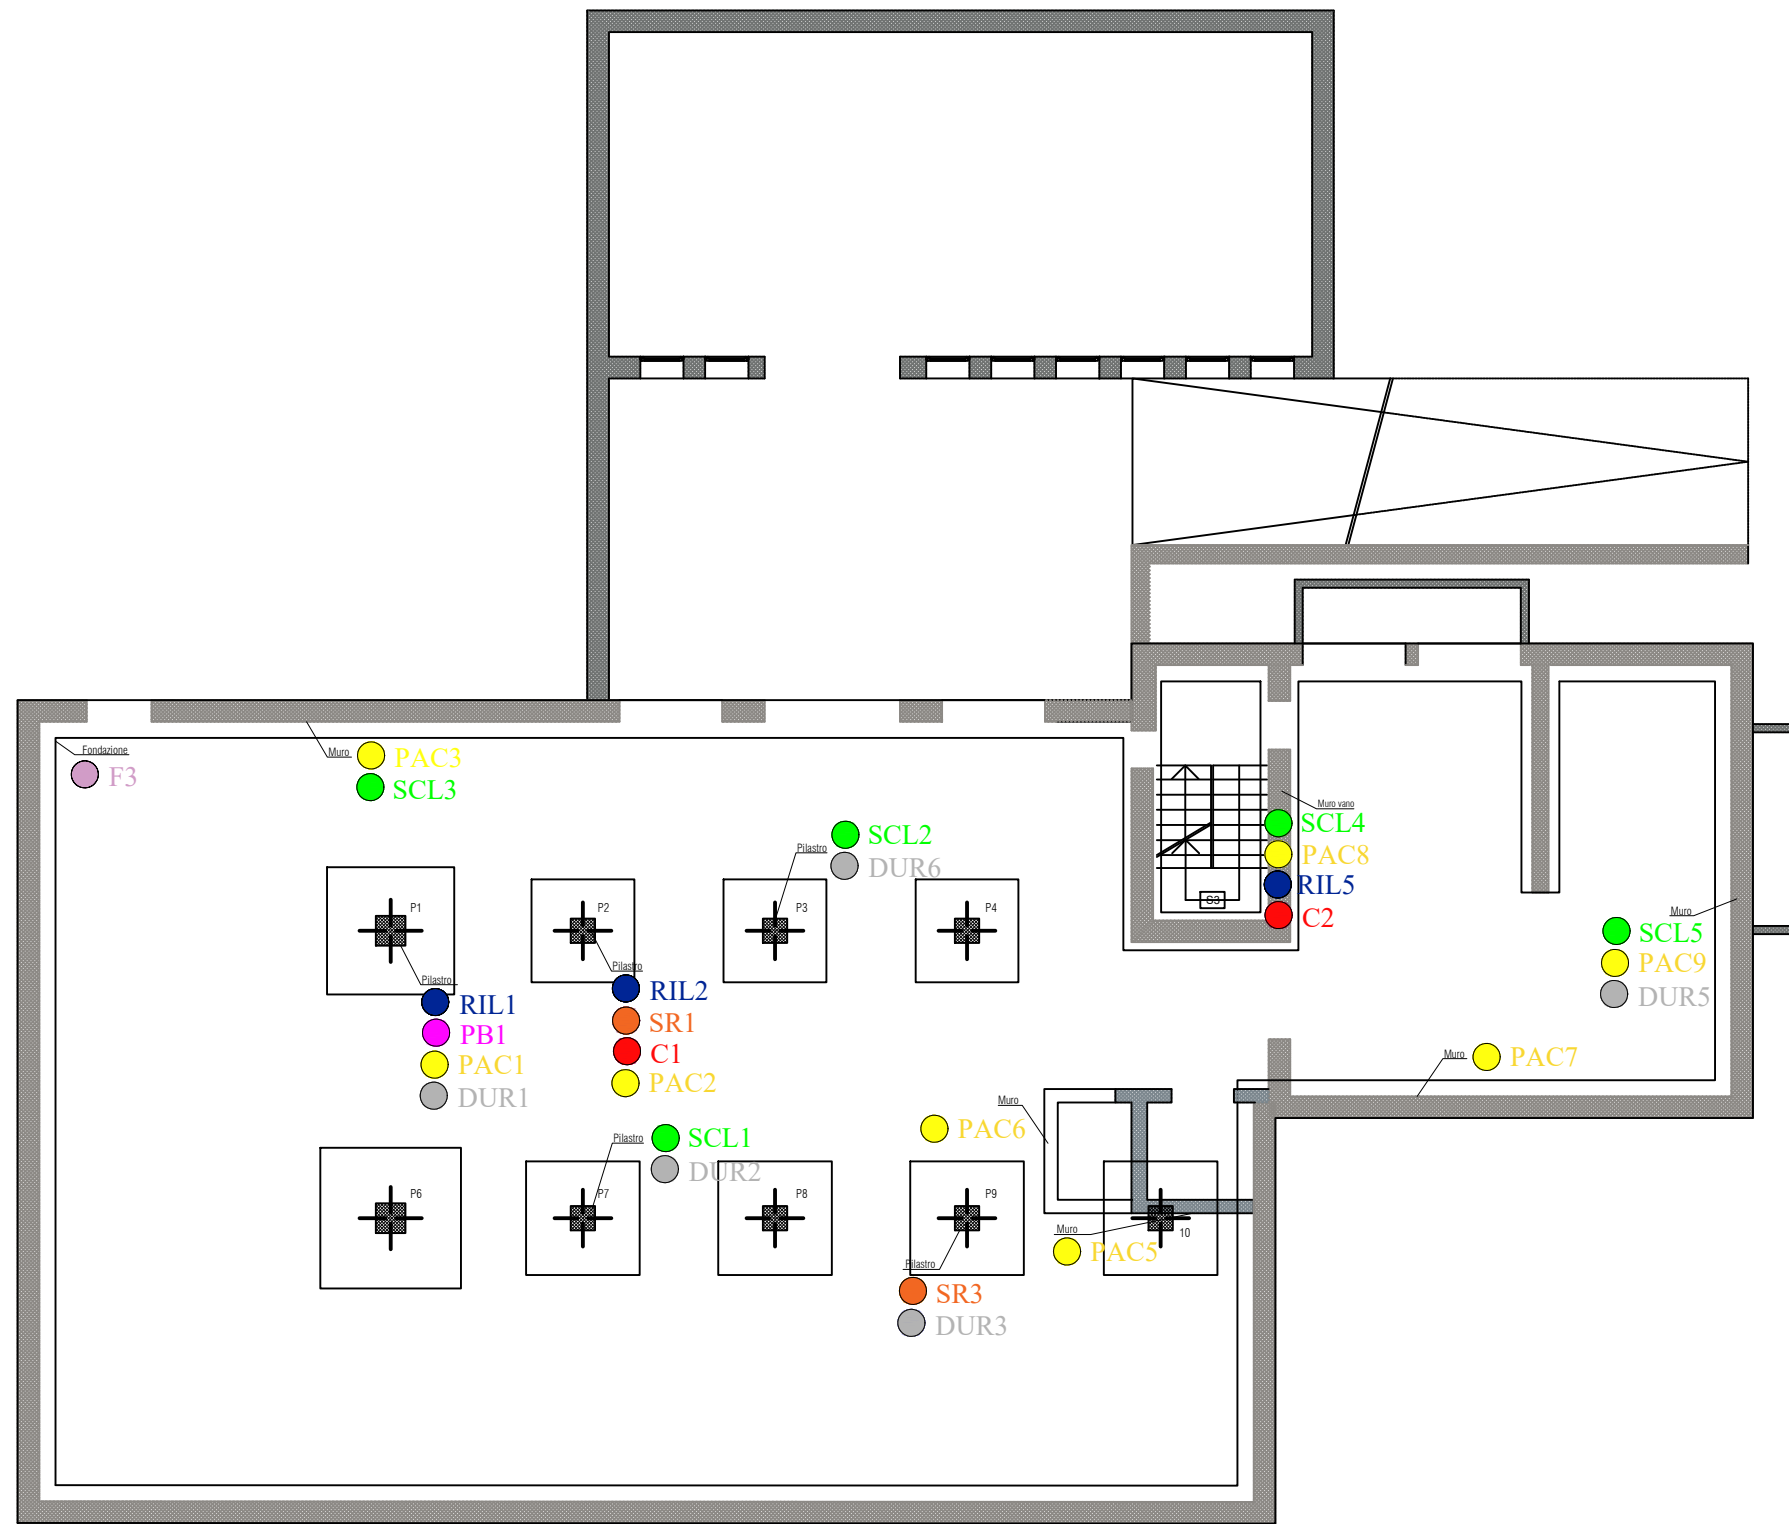 Fondazione
F3
Muro
PAC3
SCL3
Pilastro
SCL2
DUR6
Muro vano
SCL4
PAC8
RIL5
C2
S3
P1
P2
P3
P4
Muro
SCL5
PAC9
DUR5
Pilastro
RIL1
PB1
PAC1
DUR1
Pilastro
RIL2
SR1
C1
PAC2
Muro
PAC7
Muro
PAC6
Pilastro
SCL1
DUR2
P6
P7
P8
P9
10
Muro
PAC5
Pilastro
SR3
DUR3